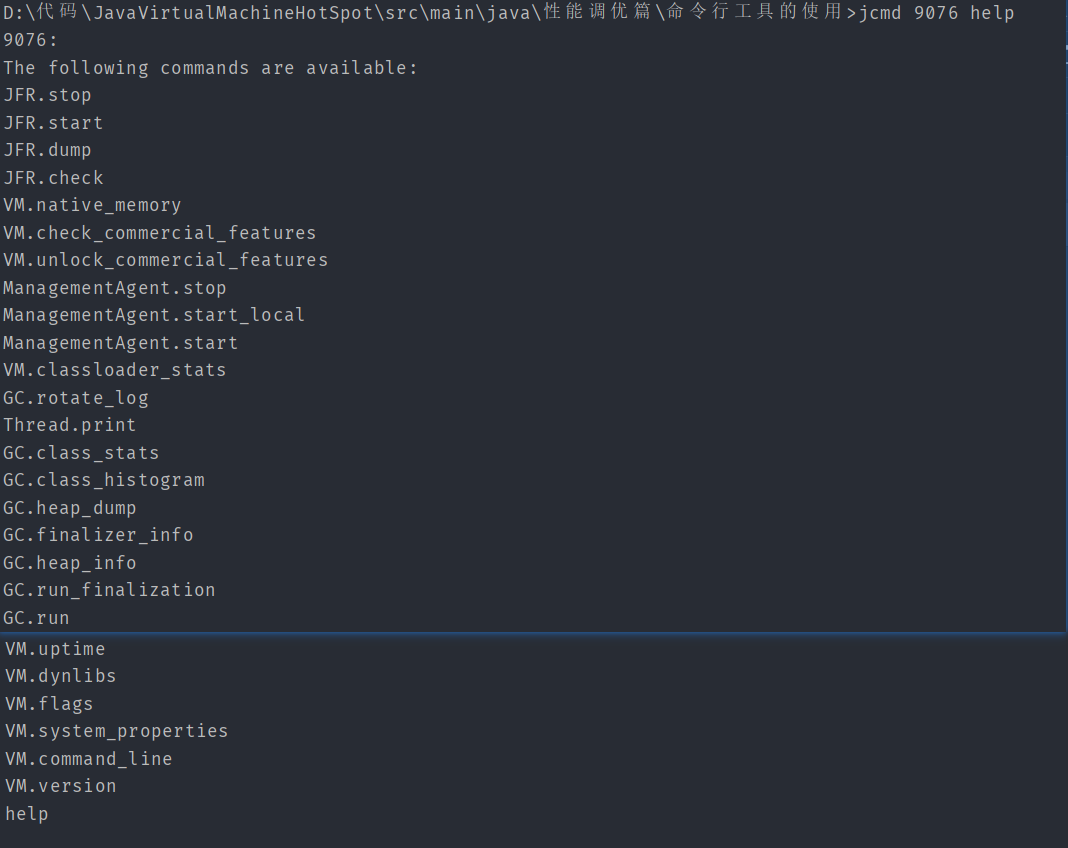 D:\代码\JavaVirtualMachineHotSpot\src\main\java\性能调优篇\命令行工具的使用>jcmd 9076 help
9076:
The following commands are available:
JFR.stop
JFR.start
JFR.dump
JFR.check
VM.native_memory
VM.check_commercial_features
VM.unlock_commercial_features
ManagementAgent.stop
ManagementAgent.start_local
ManagementAgent.start
VM.classloader_stats
GC.rotate_log
Thread.print
GC.class_stats
GC.class_histogram
GC.heap_dump
GC.finalizer_info
GC.heap_info
GC.run_finalization
GC.run
VM.uptime
VM.dynlibs
VM.flags
VM.system_properties
VM.command_line
VM.version
help